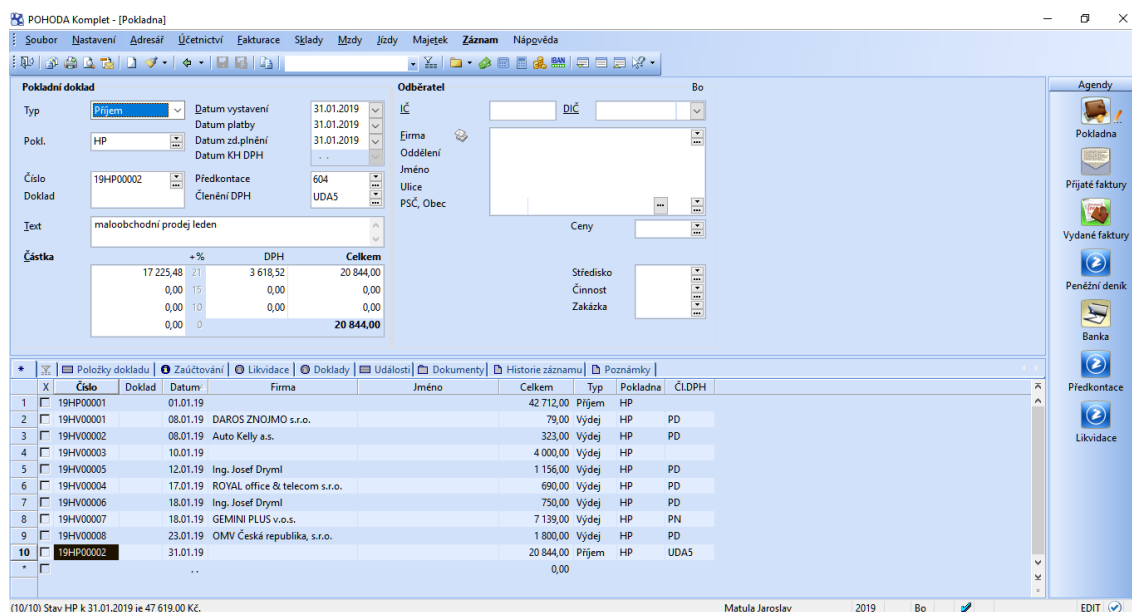 POHODA Komplet - [Pokladna]
Soubor Nastavení Adresář Účetnictví Fakturace Sklady Mzdy Jízdy Majetek Záznam Nápověda
IBAN
Pokladní doklad
Odběratel Bo
Agendy
Typ Příjem Datum vystavení 31.01.2019 IČ DIČ
Datum platby 31.01.2019
Pokl. HP Datum zd.plnění 31.01.2019 Firma
Datum KH DPH . . Oddělení
Jméno
Číslo 19HP00002 Předkontace 604 Ulice
Doklad Členění DPH UDA5 PSČ, Obec
Text maloobchodní prodej leden Ceny
Částka +% DPH Celkem
17 225,48 21 3 618,52 20 844,00 Středisko
0,00 15 0,00 0,00 Činnost
0,00 10 0,00 0,00 Zakázka
0,00 0 20 844,00
Pokladna
Přijaté faktury
Vydané faktury
Peněžní deník
Banka
Předkontace
Likvidace
* Položky dokladu Zaúčtování Likvidace Doklady Události Dokumenty Historie záznamu Poznámky
X Číslo Doklad Datum Firma Jméno Celkem Typ Pokladna Čl.DPH
1 19HP00001 01.01.19 42 712,00 Příjem HP
2 19HV00001 08.01.19 DAROS ZNOJMO s.r.o. 79,00 Výdej HP PD
3 19HV00002 08.01.19 Auto Kelly a.s. 323,00 Výdej HP PD
4 19HV00003 10.01.19 4 000,00 Výdej HP
5 19HV00005 12.01.19 Ing. Josef Dryml 1 156,00 Výdej HP PD
6 19HV00004 17.01.19 ROYAL office & telecom s.r.o. 690,00 Výdej HP PD
7 19HV00006 18.01.19 Ing. Josef Dryml 750,00 Výdej HP PD
8 19HV00007 18.01.19 GEMINI PLUS v.o.s. 7 139,00 Výdej HP PN
9 19HV00008 23.01.19 OMV Česká republika, s.r.o. 1 800,00 Výdej HP PD
10 19HP00002 31.01.19 20 844,00 Příjem HP UDA5
* . . 0,00
(10/10) Stav HP k 31.01.2019 je 47 619,00 Kč. Matula Jaroslav 2019 Bo EDIT